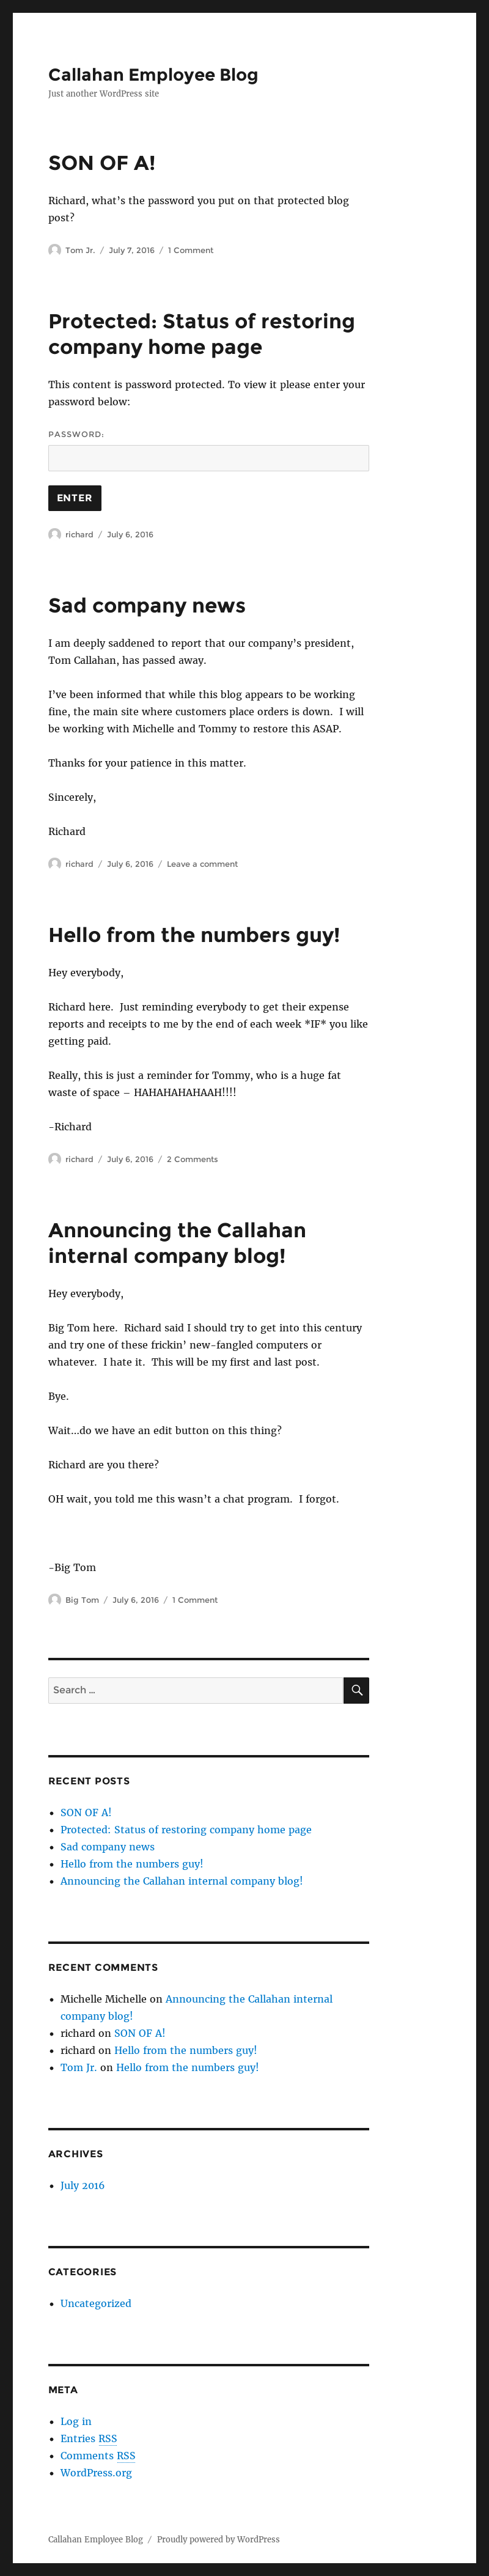 Callahan Employee Blog
Just another WordPress site
SON OF A!
Richard, what’s the password you put on that protected blog
post?
Tom Jr. / July 7, 2016 / 1 Comment
Protected: Status of restoring
company home page
This content is password protected. To view it please enter your
password below:
PASSWORD:
ENTER
richard / July 6, 2016
Sad company news
I am deeply saddened to report that our company’s president,
Tom Callahan, has passed away.
I’ve been informed that while this blog appears to be working
fine, the main site where customers place orders is down.  I will
be working with Michelle and Tommy to restore this ASAP.
Thanks for your patience in this matter.
Sincerely,
Richard
richard / July 6, 2016 / Leave a comment
Hello from the numbers guy!
Hey everybody,
Richard here.  Just reminding everybody to get their expense
reports and receipts to me by the end of each week *IF* you like
getting paid.
Really, this is just a reminder for Tommy, who is a huge fat
waste of space – HAHAHAHAHAAH!!!!
-Richard
richard / July 6, 2016 / 2 Comments
Announcing the Callahan
internal company blog!
Hey everybody,
Big Tom here.  Richard said I should try to get into this century
and try one of these frickin’ new-fangled computers or
whatever.  I hate it.  This will be my first and last post.
Bye.
Wait…do we have an edit button on this thing?
Richard are you there?
OH wait, you told me this wasn’t a chat program.  I forgot.
-Big Tom
Big Tom / July 6, 2016 / 1 Comment
Search …
RECENT POSTS
SON OF A!
Protected: Status of restoring company home page
Sad company news
Hello from the numbers guy!
Announcing the Callahan internal company blog!
RECENT COMMENTS
Michelle Michelle on Announcing the Callahan internal
company blog!
richard on SON OF A!
richard on Hello from the numbers guy!
Tom Jr. on Hello from the numbers guy!
ARCHIVES
July 2016
CATEGORIES
Uncategorized
META
Log in
Entries RSS
Comments RSS
WordPress.org
Callahan Employee Blog / Proudly powered by WordPress